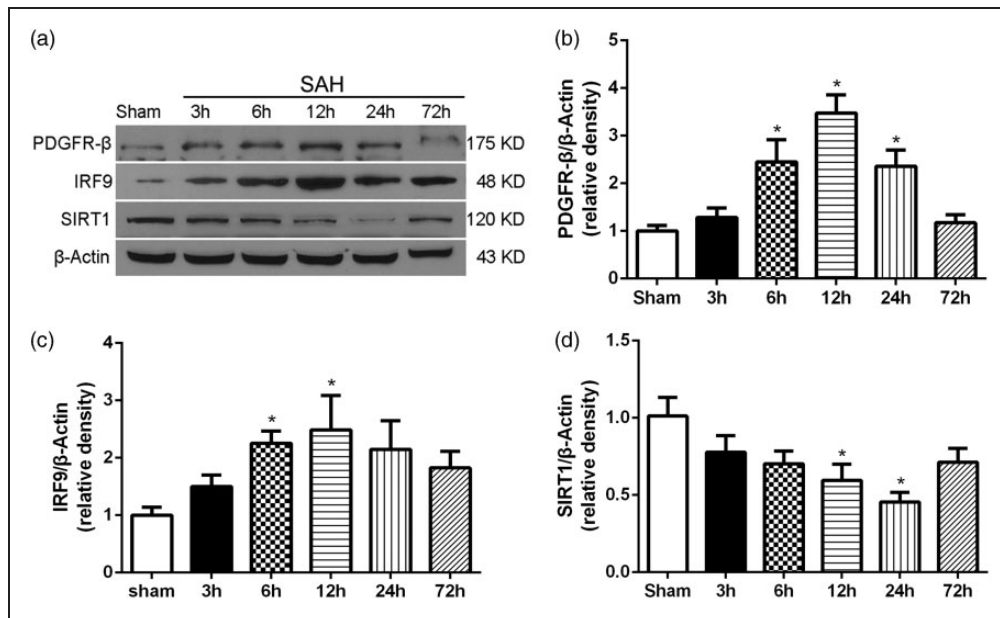 (a)
SAH
Sham 3h 6h 12h 24h 72h
PDGFR-β 175 KD
IRF9 48 KD
SIRT1 120 KD
β-Actin 43 KD
(b)
PDGFR-β/β-Actin
(relative density)
5
4
3
2
1
0
* * *
Sham 3h 6h 12h 24h 72h
(c)
IRF9/β-Actin
(relative density)
4
3
2
1
0
* *
sham 3h 6h 12h 24h 72h
(d)
SIRT1/β-Actin
(relative density)
1.5
1.0
0.5
0.0
* *
Sham 3h 6h 12h 24h 72h